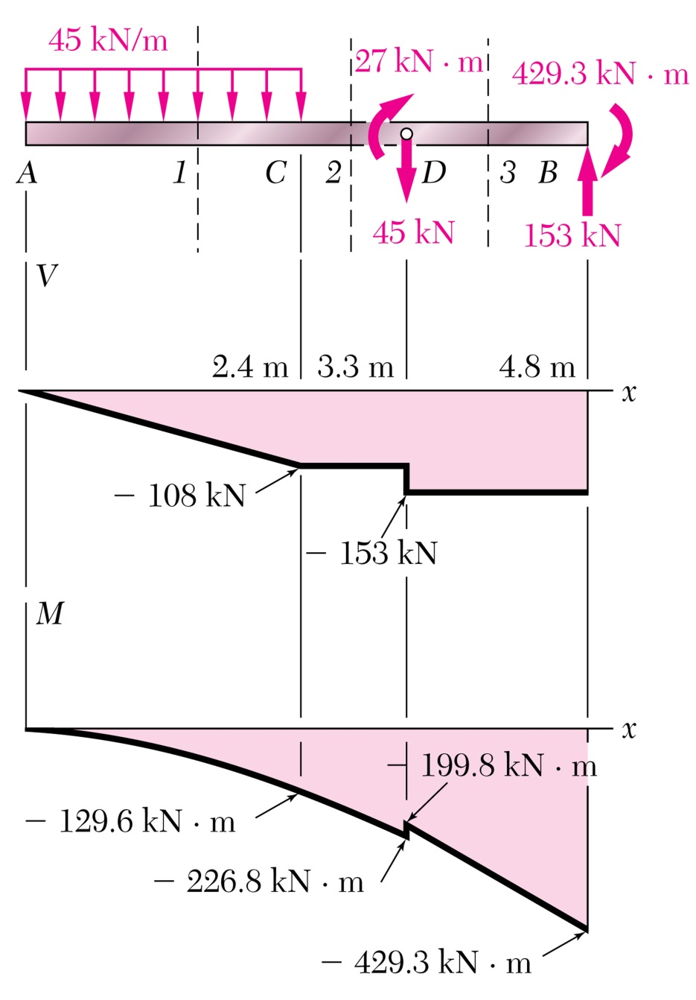 45 kN/m
27 kN · m
429.3 kN · m
A
1
C
2
D
3
B
45 kN
153 kN
V
2.4 m
3.3 m
4.8 m
x
− 108 kN
− 153 kN
M
x
− 199.8 kN · m
− 129.6 kN · m
− 226.8 kN · m
− 429.3 kN · m